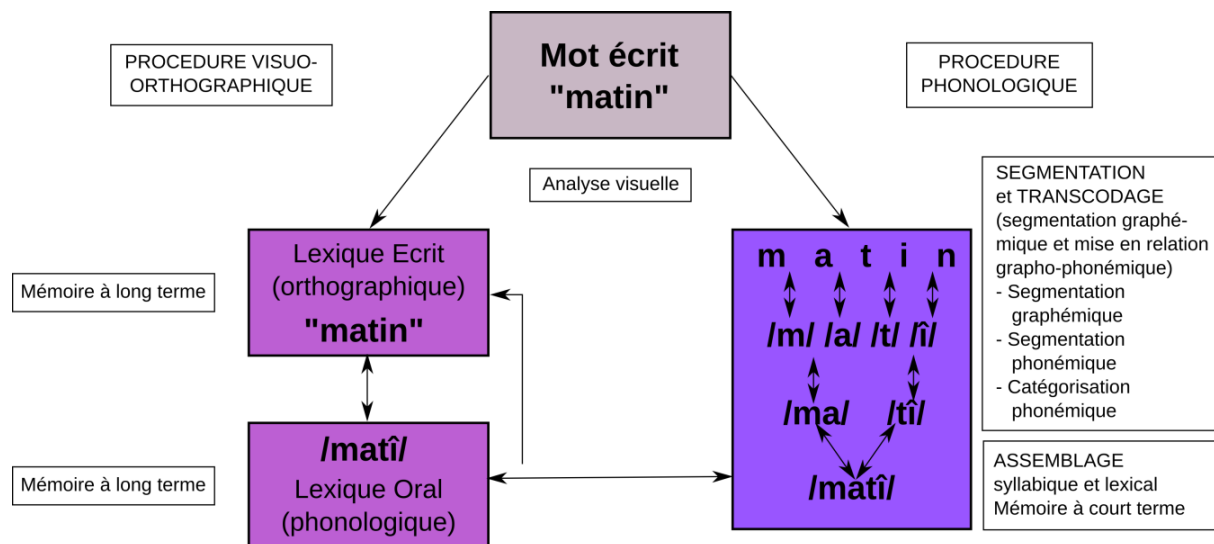 PROCEDURE VISUO-
ORTHOGRAPHIQUE
Mot écrit
"matin"
PROCEDURE
PHONOLOGIQUE
Analyse visuelle
Mémoire à long terme
Lexique Ecrit
(orthographique)
"matin"
Mémoire à long terme
/matî/
Lexique Oral
(phonologique)
m a t i n
/m/ /a/ /t/ /î/
/ma/ /tî/
/matî/
SEGMENTATION
et TRANSCODAGE
(segmentation graphé-
mique et mise en relation
grapho-phonémique)
- Segmentation
graphémique
- Segmentation
phonémique
- Catégorisation
phonémique
ASSEMBLAGE
syllabique et lexical
Mémoire à court terme